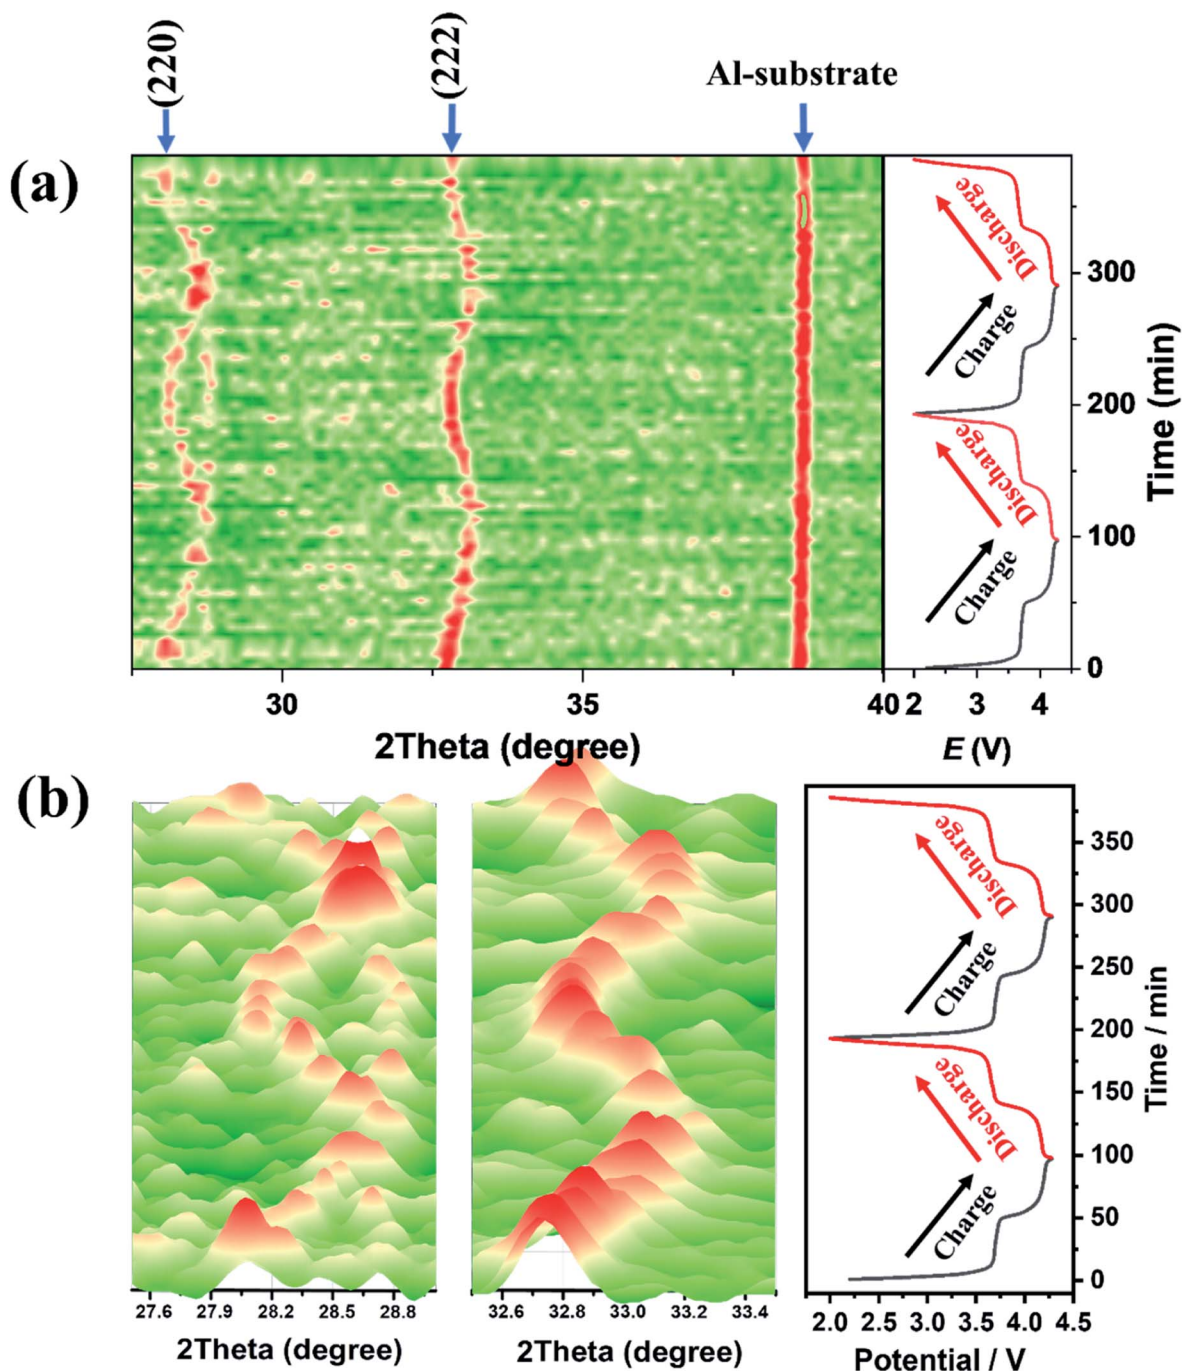 (220)
(222)
Al-substrate
(a)
Discharge
Charge
Discharge
Charge
300
200
100
0
Time (min)
30
35
40
2
3
4
2Theta (degree)
E (V)
(b)
Discharge
Charge
Discharge
Charge
350
300
250
200
150
100
50
0
Time / min
27.6
27.9
28.2
28.5
28.8
32.6
32.8
33.0
33.2
33.4
2.0
2.5
3.0
3.5
4.0
4.5
2Theta (degree)
2Theta (degree)
Potential / V